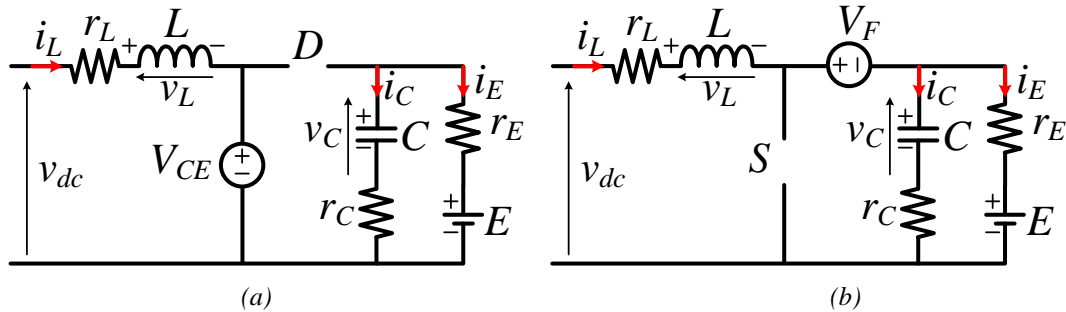 i_L r_L + L − D
v_L
i_C i_E
v_dc V_CE + − v_C + − C r_E
r_C + − E
(a)
i_L r_L + L − V_F + −
v_L
i_C i_E
v_dc S v_C + − C r_E
r_C + − E
(b)